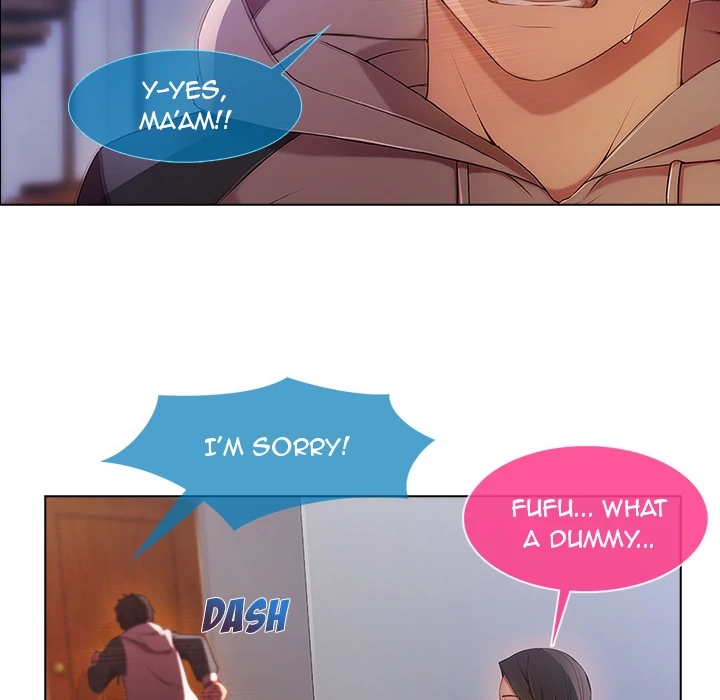 Y-YES,
MA'AM!!
I'M SORRY!
FUFU... WHAT
A DUMMY...
DASH